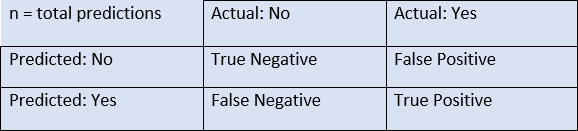 n = total predictions Actual: No Actual: Yes
Predicted: No True Negative False Positive
Predicted: Yes False Negative True Positive